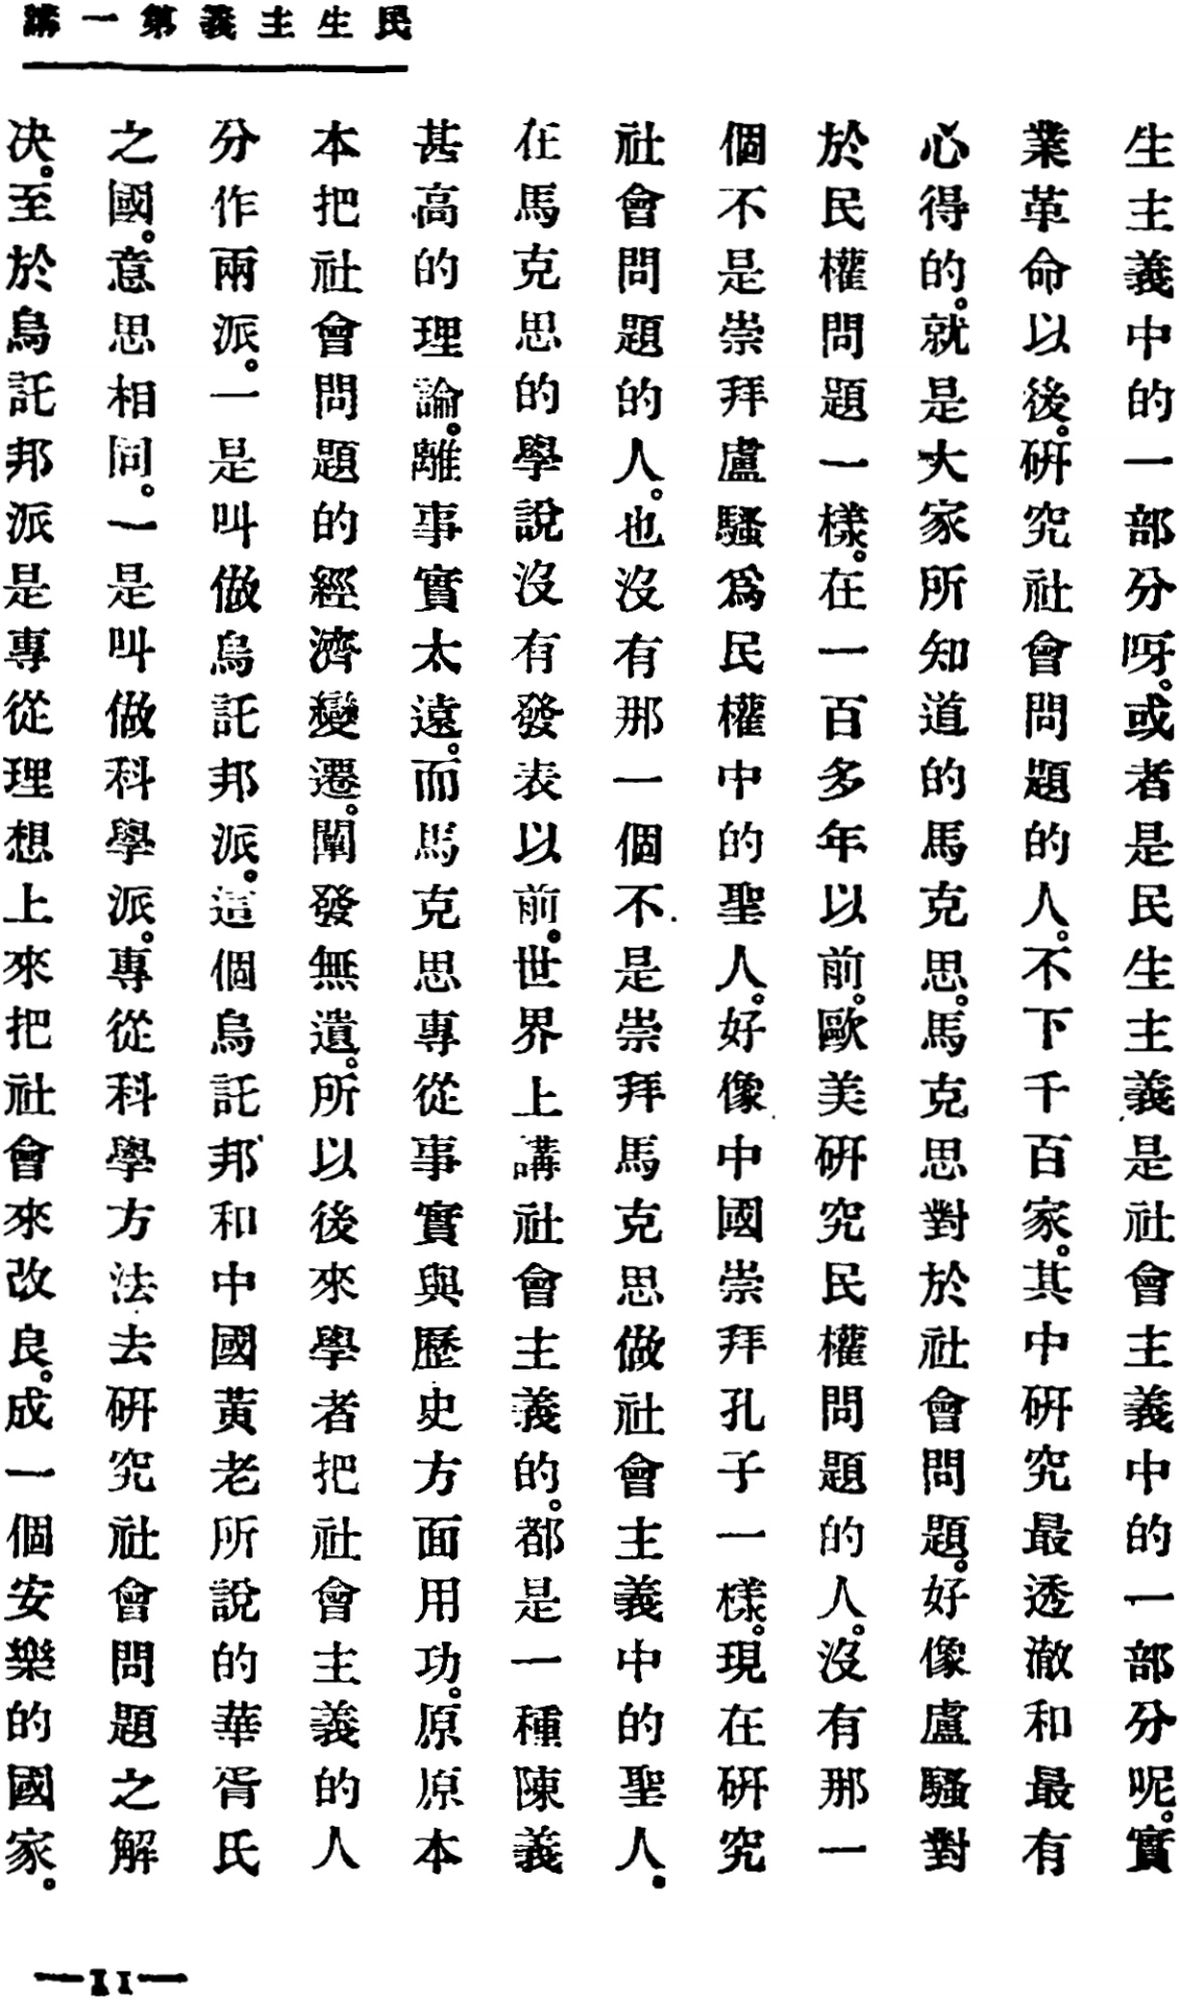 民生主義第一講
生主義中的一部分呀。或者是民生主義是社會主義中的一部分呢。實
業革命以後。研究社會問題的人。不下千百家。其中研究最透澈和最有
心得的。就是大家所知道的馬克思。馬克思對於社會問題。好像盧騷對
於民權問題一樣。在一百多年以前。歐美研究民權問題的人。沒有那一
個不是崇拜盧騷爲民權中的聖人。好像中國崇拜孔子一樣。現在研究
社會問題的人。也沒有那一個不是崇拜馬克思做社會主義中的聖人。
在馬克思的學說沒有發表以前。世界上講社會主義的。都是一種陳義
甚高的理論。離事實太遠。而馬克思專從事實與歷史方面用功。原原本
本把社會問題的經濟變遷。闡發無遺。所以後來學者把社會主義的人
分作兩派。一是叫做烏託邦派。這個烏託邦和中國黃老所說的華胥氏
之國。意思相同。一是叫做科學派。專從科學方法去研究社會問題之解
决。至於烏託邦派是專從理想上來把社會來改良。成一個安樂的國家。
—11—